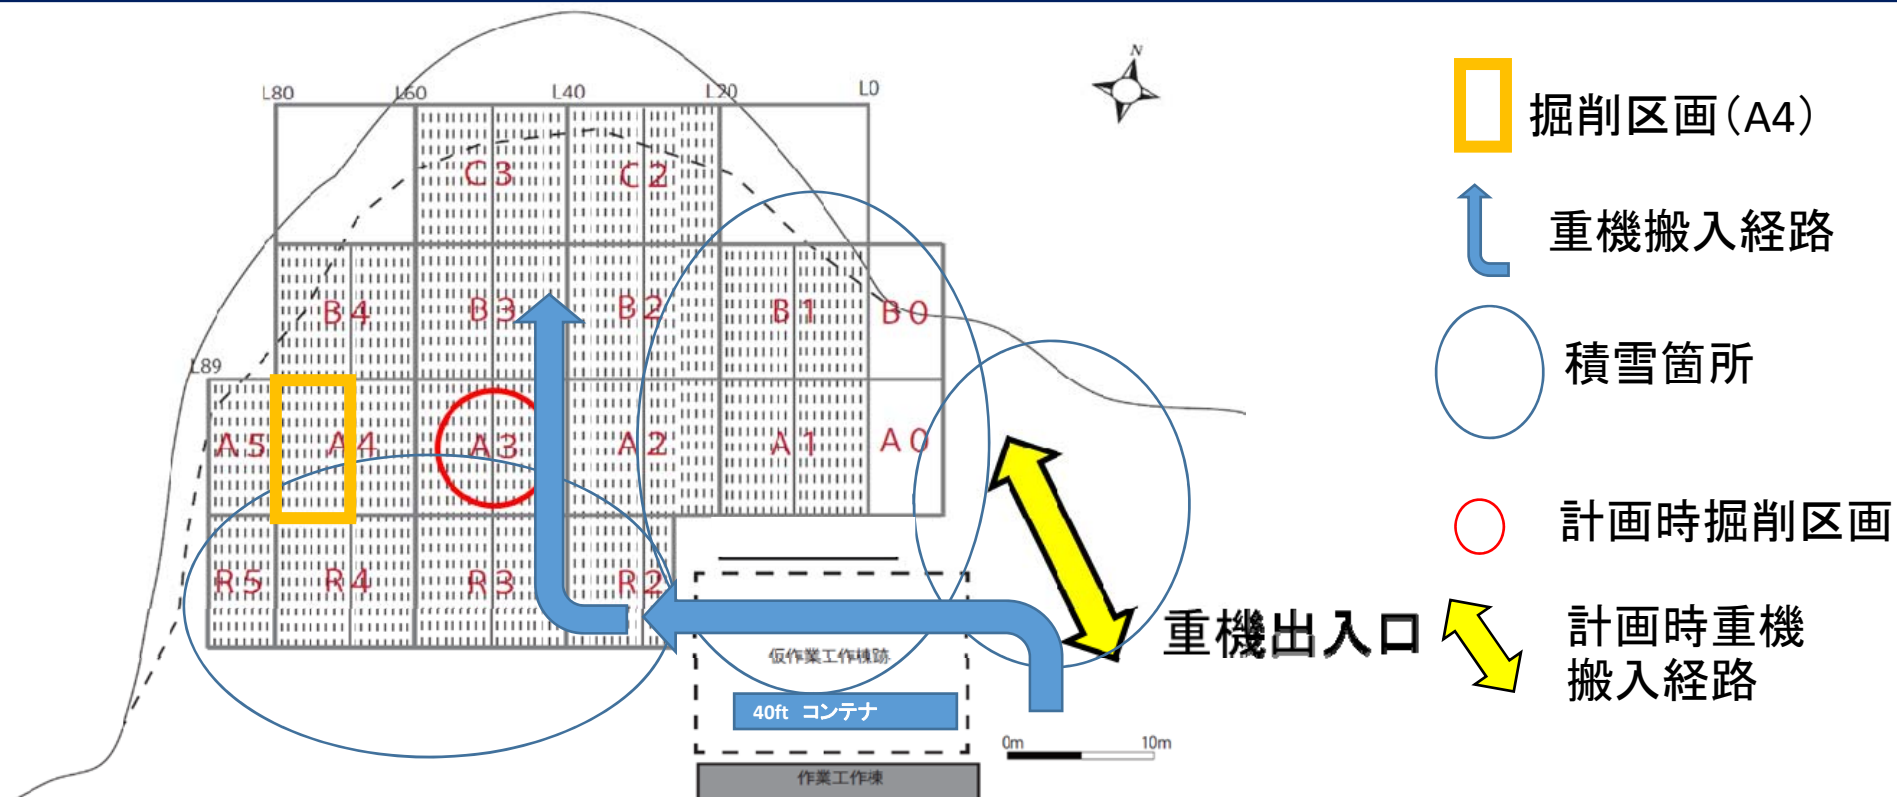 N
L80 L60 L40 L20 L0
掘削区画(A4)
C3 C2
重機搬入経路
B4 B3 B2 B1 B0
積雪箇所
L89
A5 A4 A3 A2 A1 A0
計画時掘削区画
R5 R4 R3 R2
重機出入口
計画時重機
搬入経路
仮作業工作棟跡
40ft コンテナ
0m 10m
作業工作棟